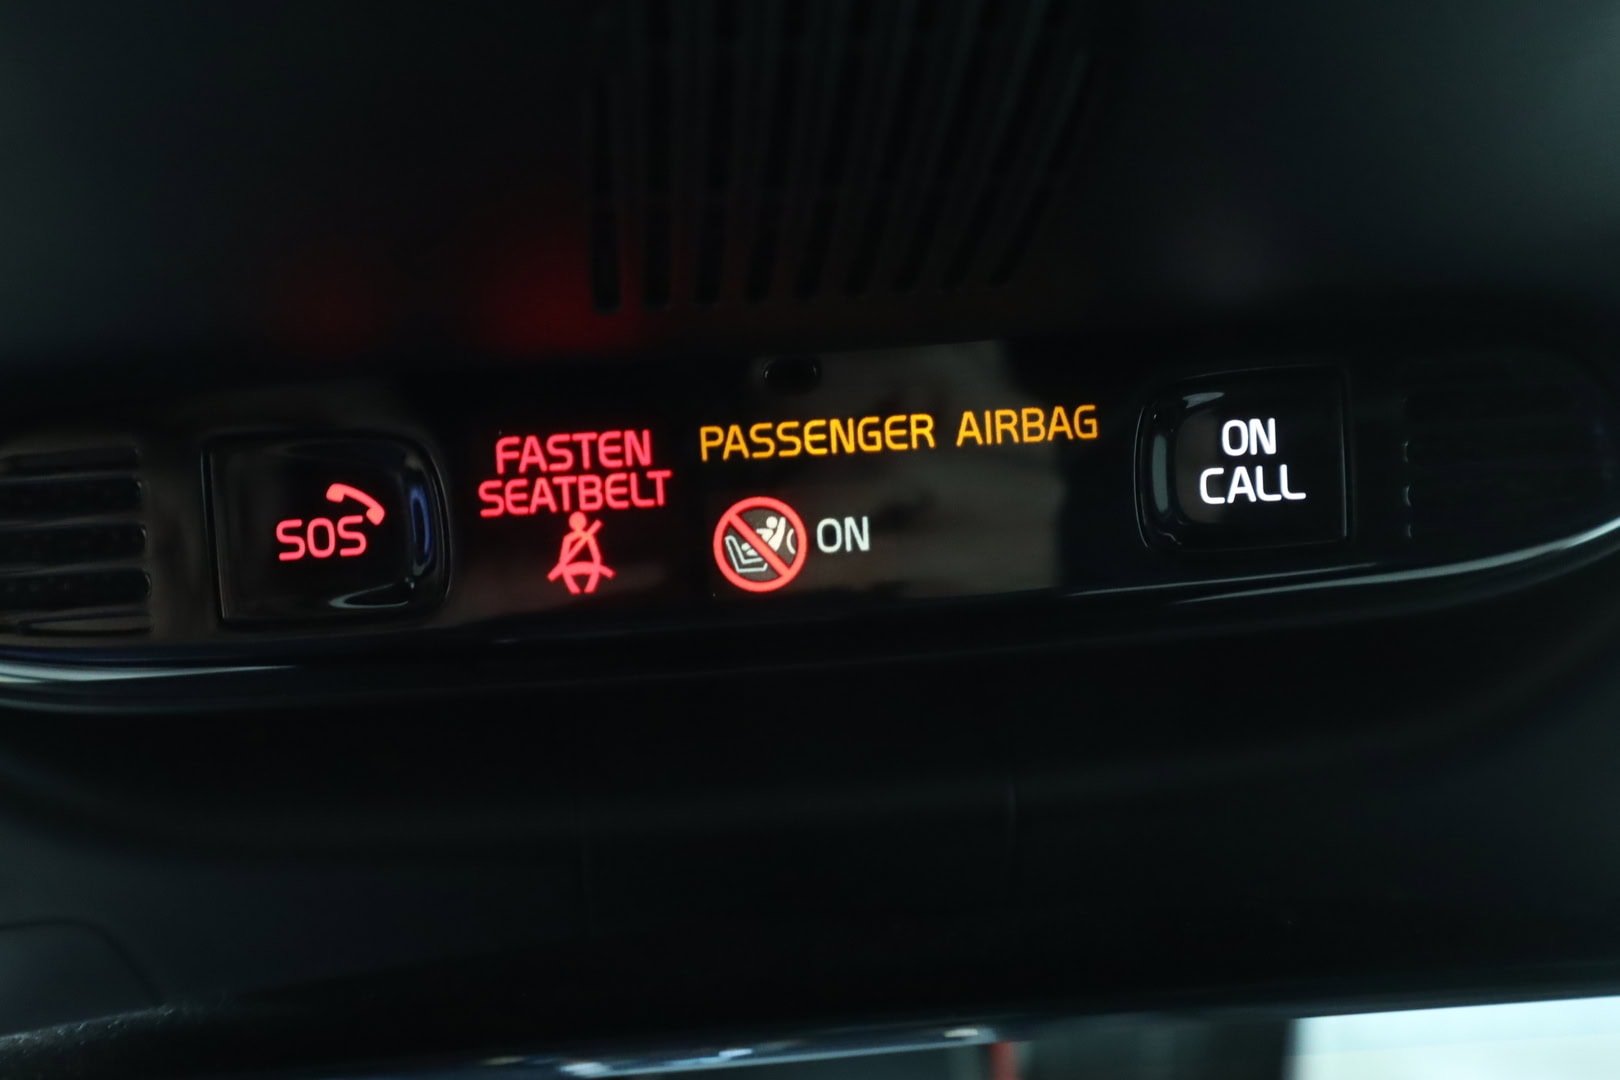 SOS
FASTEN
SEATBELT
PASSENGER AIRBAG
ON
ON
CALL